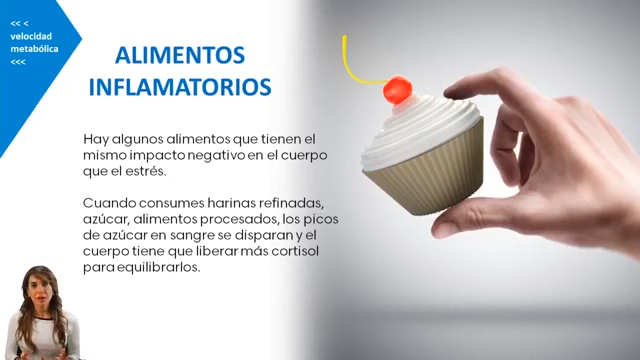 << <
velocidad
metabólica
<<<
ALIMENTOS
INFLAMATORIOS
Hay algunos alimentos que tienen el
mismo impacto negativo en el cuerpo
que el estrés.
Cuando consumes harinas refinadas,
azúcar, alimentos procesados, los picos
de azúcar en sangre se disparan y el
cuerpo tiene que liberar más cortisol
para equilibrarlos.